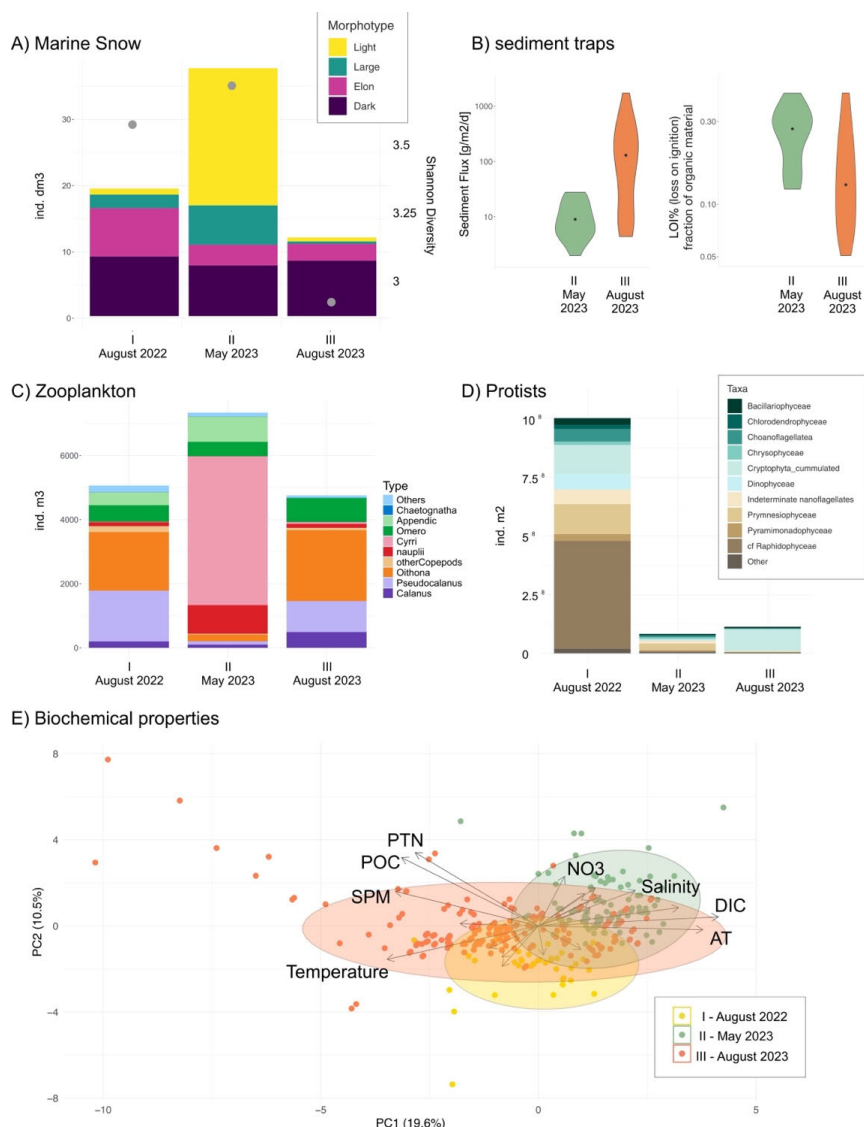 A) Marine Snow
Morphotype
Light
Large
Elon
Dark
30
20
10
0
ind. dm3
3.5
3.25
3
Shannon Diversity
I
August 2022
II
May 2023
III
August 2023
B) sediment traps
Sediment Flux [g/m2/d]
1000
100
10
II
May
2023
III
August
2023
LOI% (loss on ignition)
fraction of organic material
0.30
0.10
0.05
II
May
2023
III
August
2023
C) Zooplankton
ind. m3
6000
4000
2000
0
Type
Others
Chaetognatha
Appendic
Omero
Cyrri
nauplii
otherCopepods
Oithona
Pseudocalanus
Calanus
I
August 2022
II
May 2023
III
August 2023
D) Protists
ind. m2
10 8
7.5 8
5 8
2.5 8
0
Taxa
Bacillariophyceae
Chlorodendrophyceae
Choanoflagellatea
Chrysophyceae
Cryptophyta_cummulated
Dinophyceae
Indeterminate nanoflagellates
Prymnesiophyceae
Pyramimonadophyceae
cf Raphidophyceae
Other
I
August 2022
II
May 2023
III
August 2023
E) Biochemical properties
PC2 (10.5%)
8
4
0
-4
-8
PTN
POC
SPM
Temperature
NO3
Salinity
DIC
AT
I - August 2022
II - May 2023
III - August 2023
-10
-5
0
5
PC1 (19.6%)